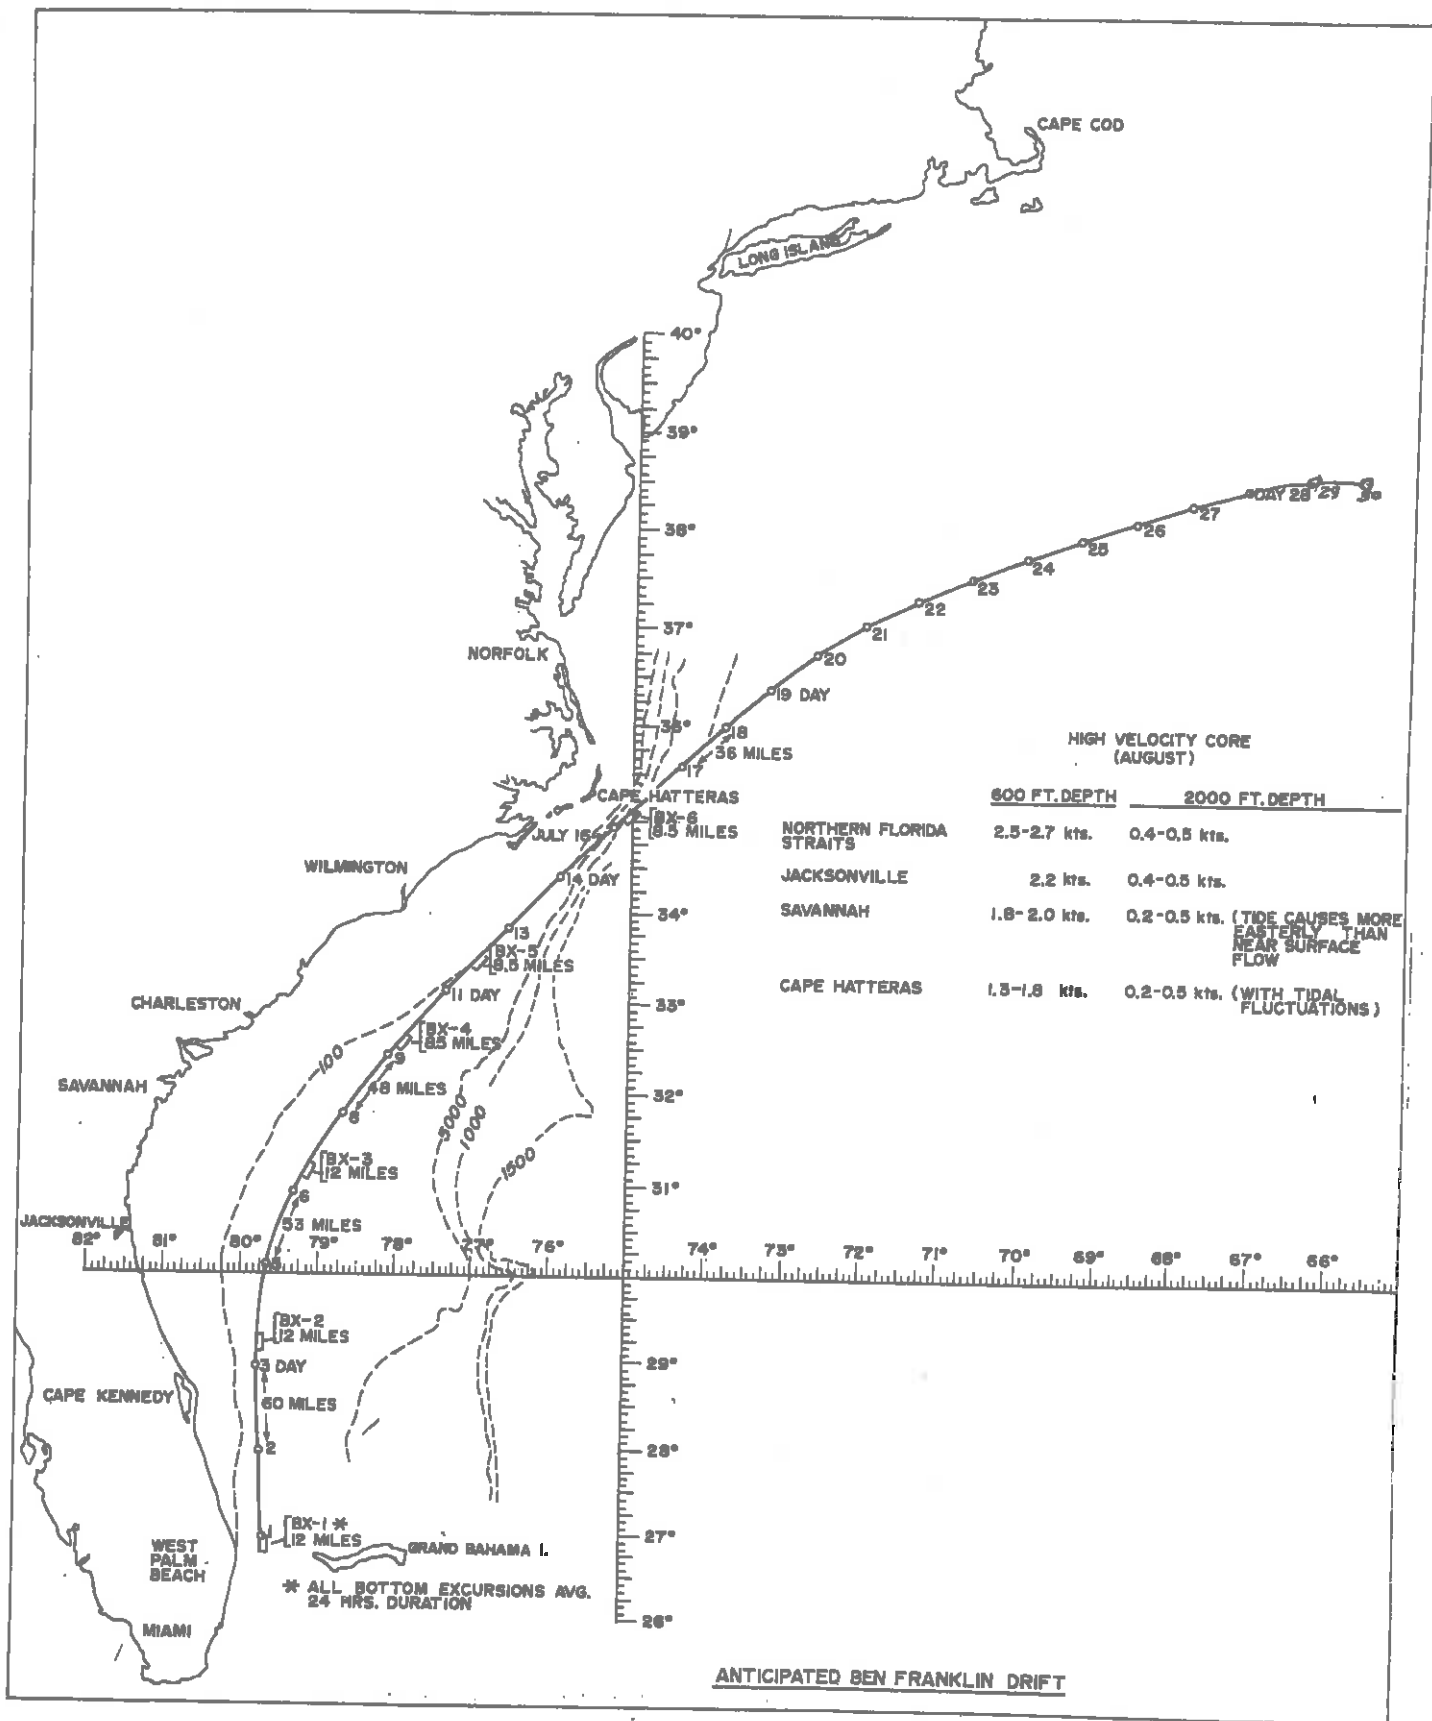 CAPE COD
LONG ISLAND
40°
39°
38°
37°
NORFOLK
DAY 28
29
30
27
26
25
24
23
22
21
20
19 DAY
18
36 MILES
17
CAPE HATTERAS
BX-6
8.5 MILES
JULY 16
14 DAY
WILMINGTON
13
BX-5
8.5 MILES
11 DAY
34°
33°
CHARLESTON
BX-4
8.5 MILES
9
48 MILES
8
100
5000
1000
1500
32°
31°
SAVANNAH
BX-3
12 MILES
6
53 MILES
5
JACKSONVILLE
82° 81° 80° 79° 78° 77° 76° 74° 73° 72° 71° 70° 69° 68° 67° 66°
BX-2
12 MILES
3 DAY
60 MILES
2
29°
28°
27°
26°
CAPE KENNEDY
BX-1 *
12 MILES
GRAND BAHAMA I.
WEST
PALM
BEACH
MIAMI
* ALL BOTTOM EXCURSIONS AVG.
24 HRS. DURATION
HIGH VELOCITY CORE
(AUGUST)
600 FT. DEPTH 2000 FT. DEPTH
NORTHERN FLORIDA 2.5-2.7 kts. 0.4-0.5 kts.
STRAITS
JACKSONVILLE 2.2 kts. 0.4-0.5 kts.
SAVANNAH 1.8-2.0 kts. 0.2-0.5 kts. (TIDE CAUSES MORE
EASTERLY THAN
NEAR SURFACE
FLOW
CAPE HATTERAS 1.3-1.8 kts. 0.2-0.5 kts. (WITH TIDAL
FLUCTUATIONS)
ANTICIPATED BEN FRANKLIN DRIFT